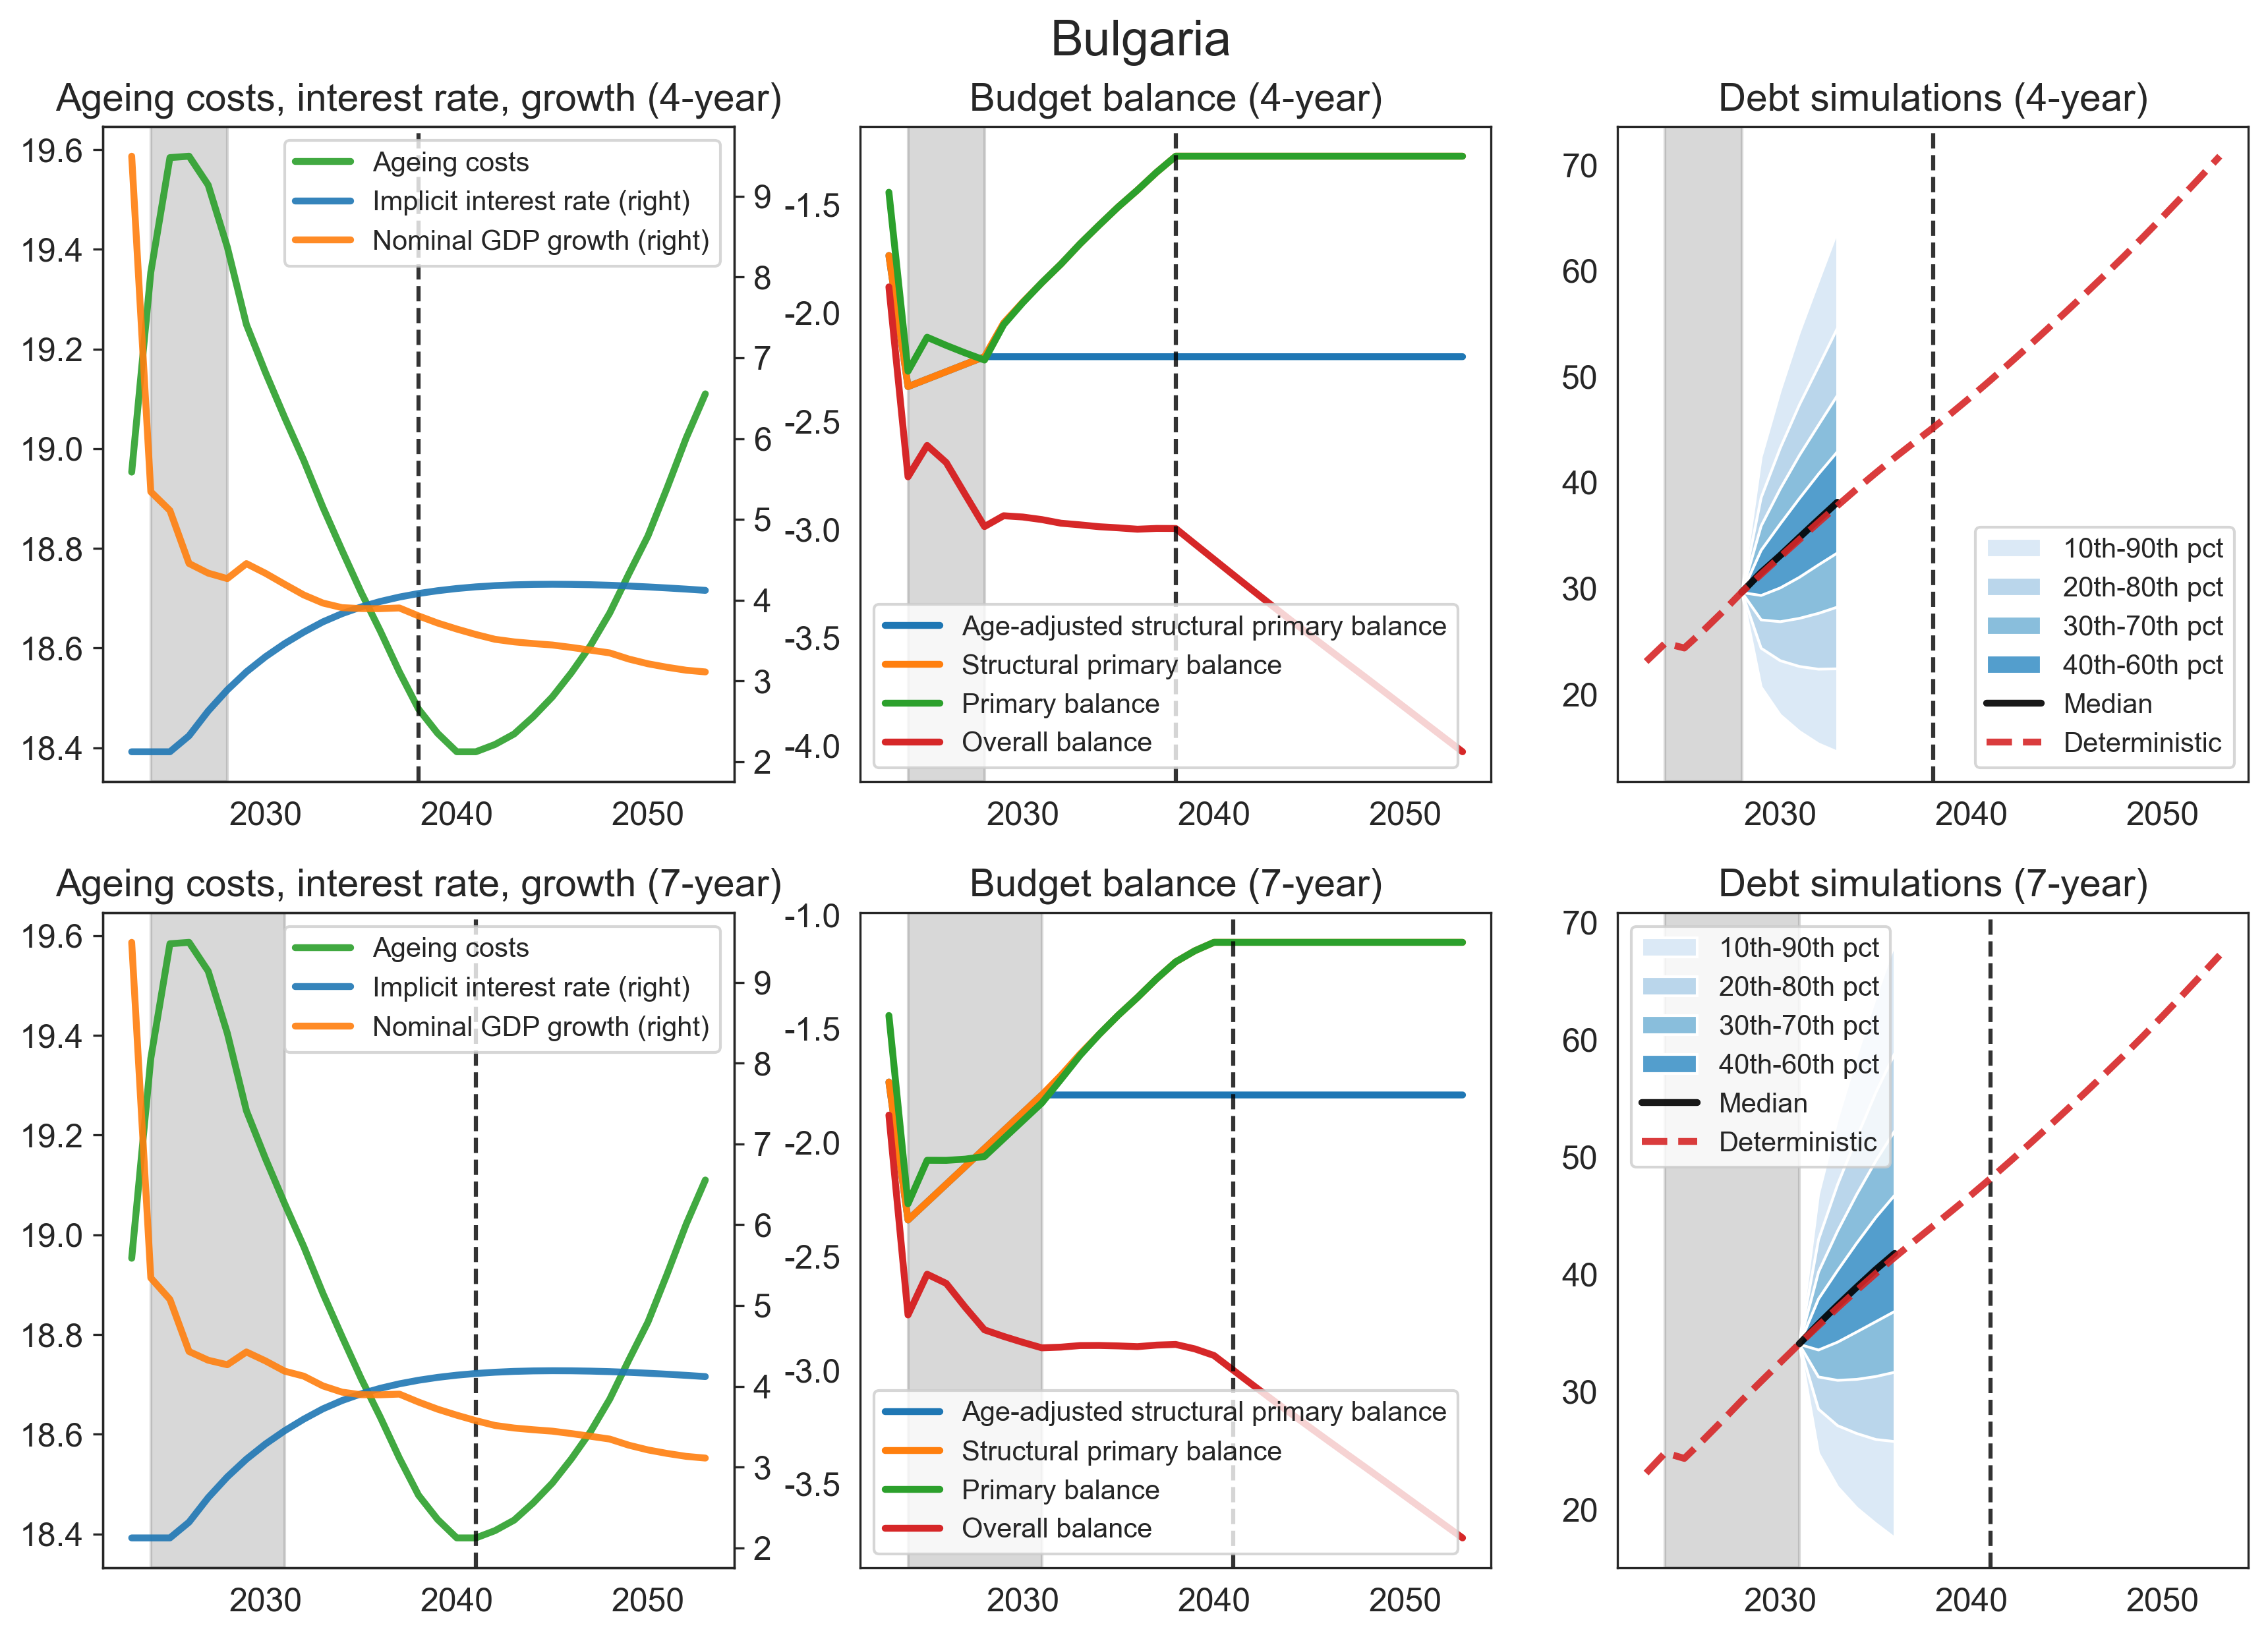 Bulgaria
Ageing costs, interest rate, growth (4-year)
19.6
19.4
19.2
19.0
18.8
18.6
18.4
9
8
7
6
5
4
3
2
2030
2040
2050
Ageing costs
Implicit interest rate (right)
Nominal GDP growth (right)
Budget balance (4-year)
-1.5
-2.0
-2.5
-3.0
-3.5
-4.0
2030
2040
2050
Age-adjusted structural primary balance
Structural primary balance
Primary balance
Overall balance
Debt simulations (4-year)
70
60
50
40
30
20
2030
2040
2050
10th-90th pct
20th-80th pct
30th-70th pct
40th-60th pct
Median
Deterministic
Ageing costs, interest rate, growth (7-year)
19.6
19.4
19.2
19.0
18.8
18.6
18.4
9
8
7
6
5
4
3
2
2030
2040
2050
Ageing costs
Implicit interest rate (right)
Nominal GDP growth (right)
Budget balance (7-year)
-1.0
-1.5
-2.0
-2.5
-3.0
-3.5
2030
2040
2050
Age-adjusted structural primary balance
Structural primary balance
Primary balance
Overall balance
Debt simulations (7-year)
70
60
50
40
30
20
2030
2040
2050
10th-90th pct
20th-80th pct
30th-70th pct
40th-60th pct
Median
Deterministic